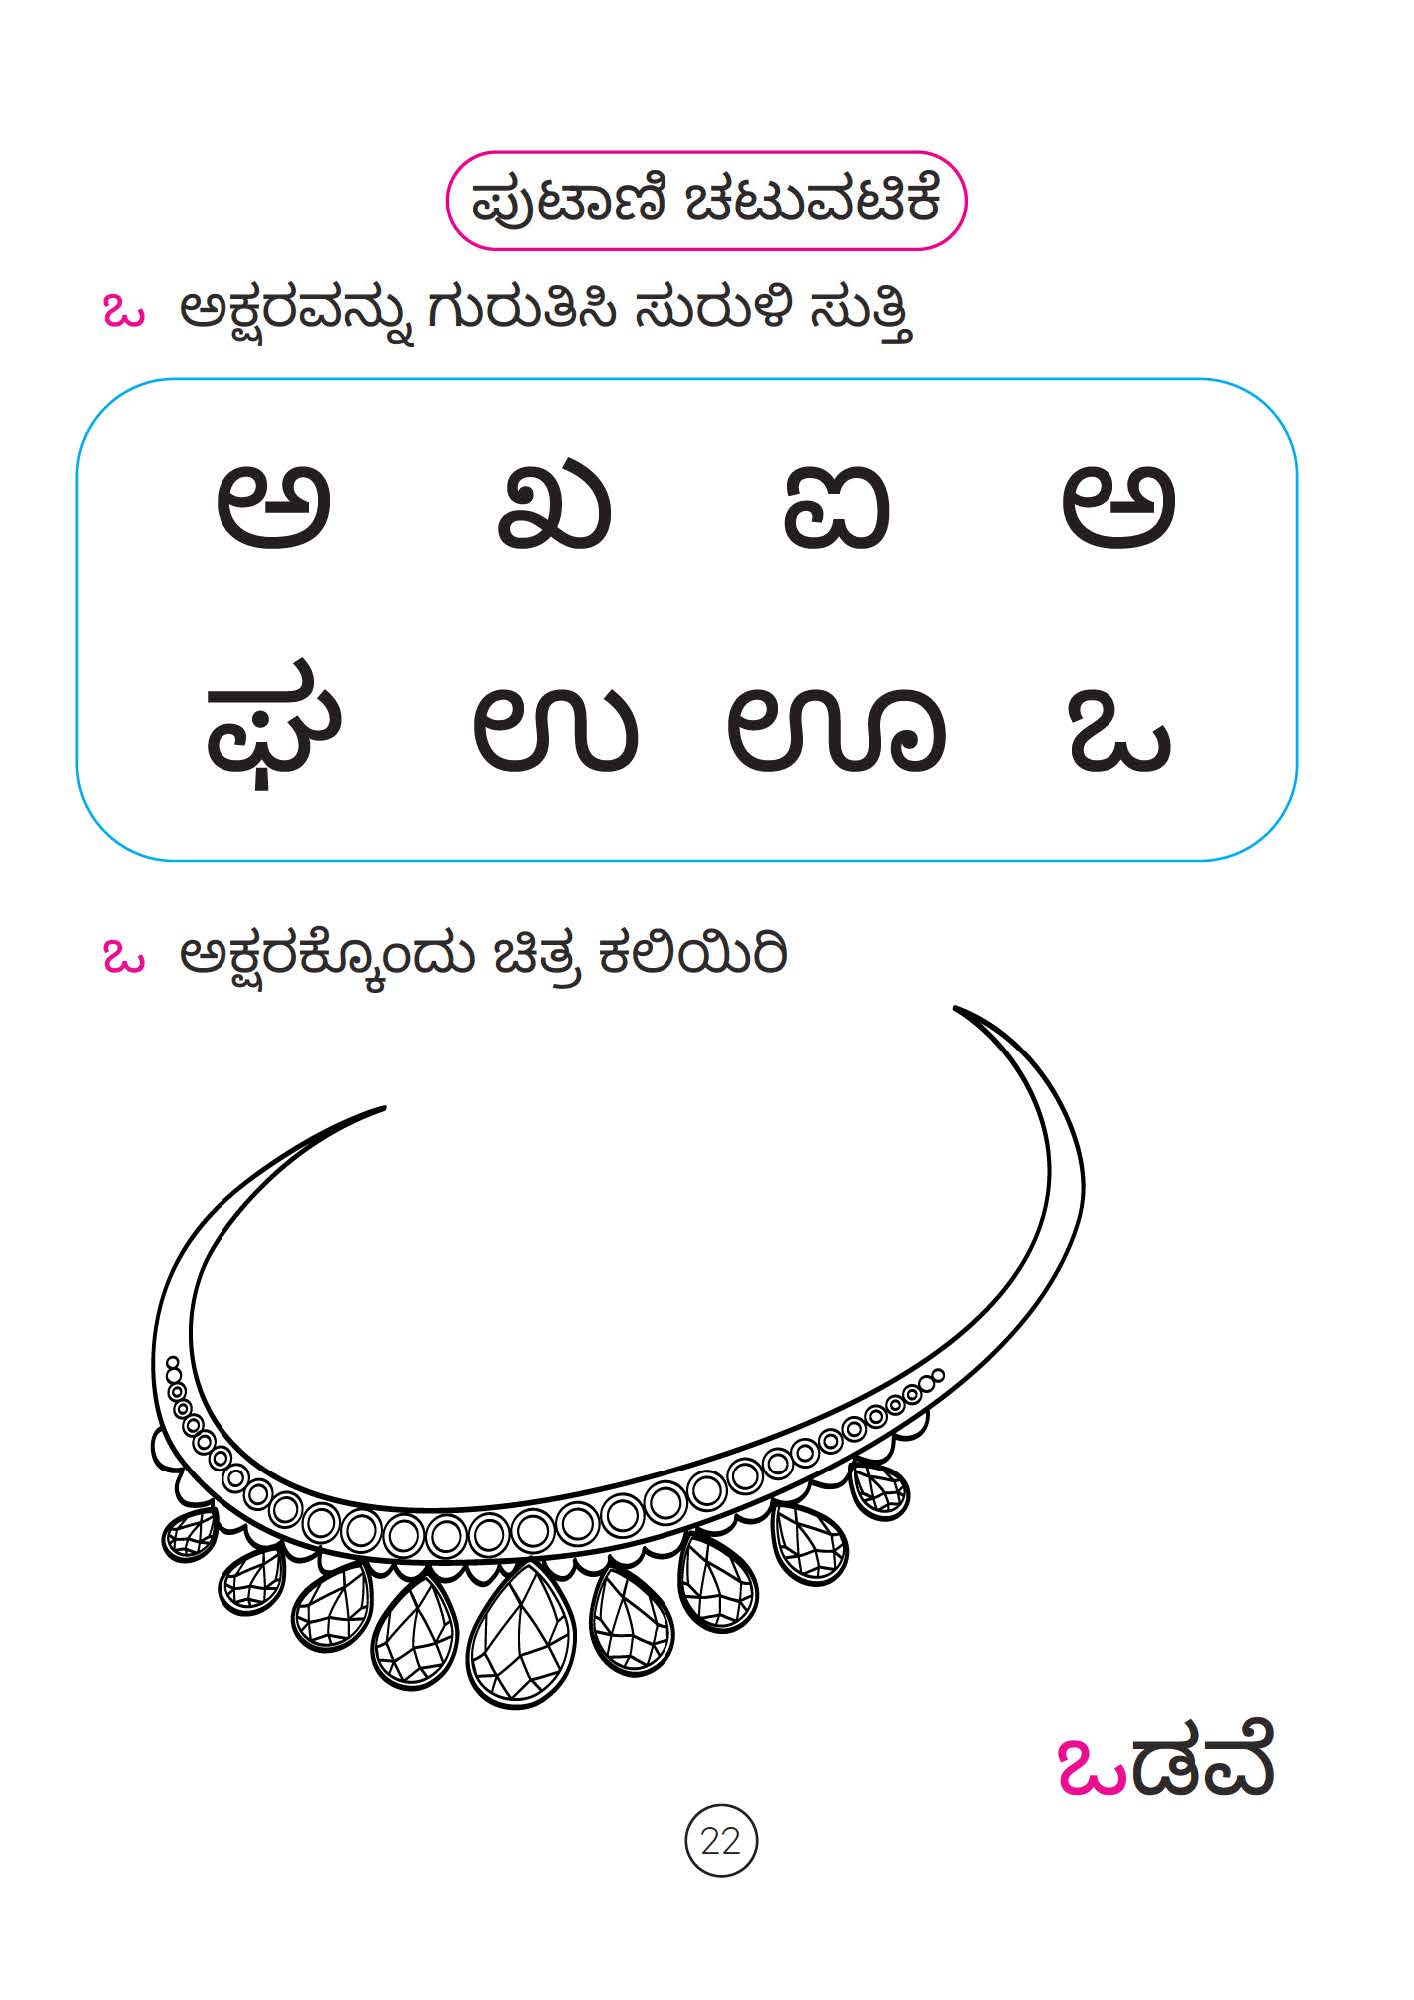 ಪುಟಾಣಿ ಚಟುವಟಿಕೆ
ಒ ಅಕ್ಷರವನ್ನು ಗುರುತಿಸಿ ಸುರುಳಿ ಸುತ್ತಿ
ಅ ಖ ಐ ಅ
ಘ ಉ ಊ ಒ
ಒ ಅಕ್ಷರಕ್ಕೊಂದು ಚಿತ್ರ ಕಲಿಯಿರಿ
ಒಡವೆ
22